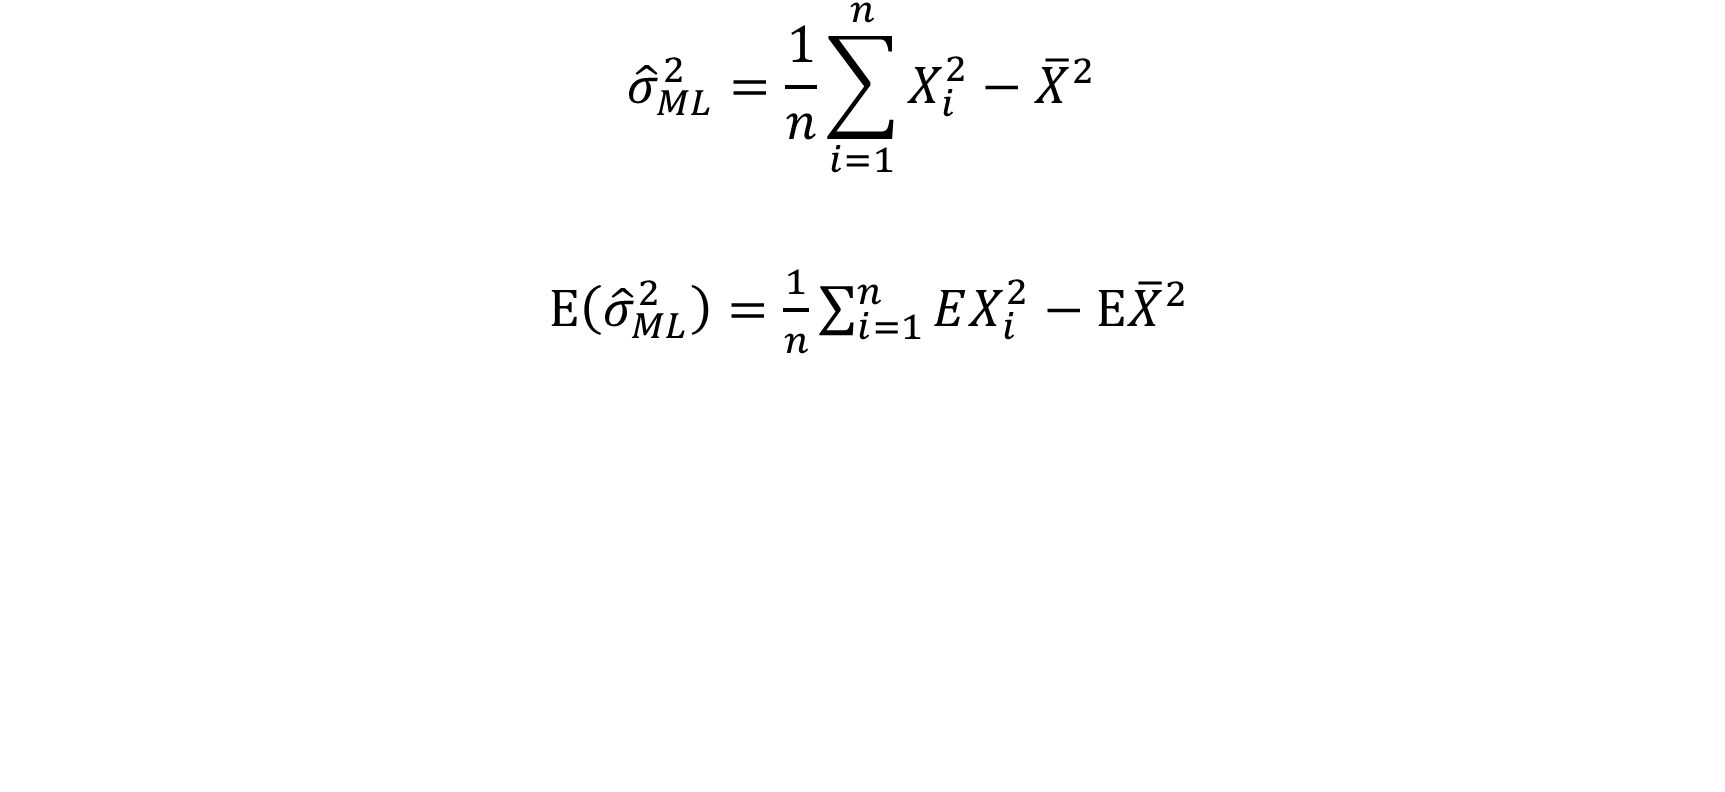 σ̂²_ML = 1/n ∑_{i=1}^{n} X_i² − X̄²
E(σ̂²_ML) = 1/n ∑_{i=1}^{n} EX_i² − EX̄²